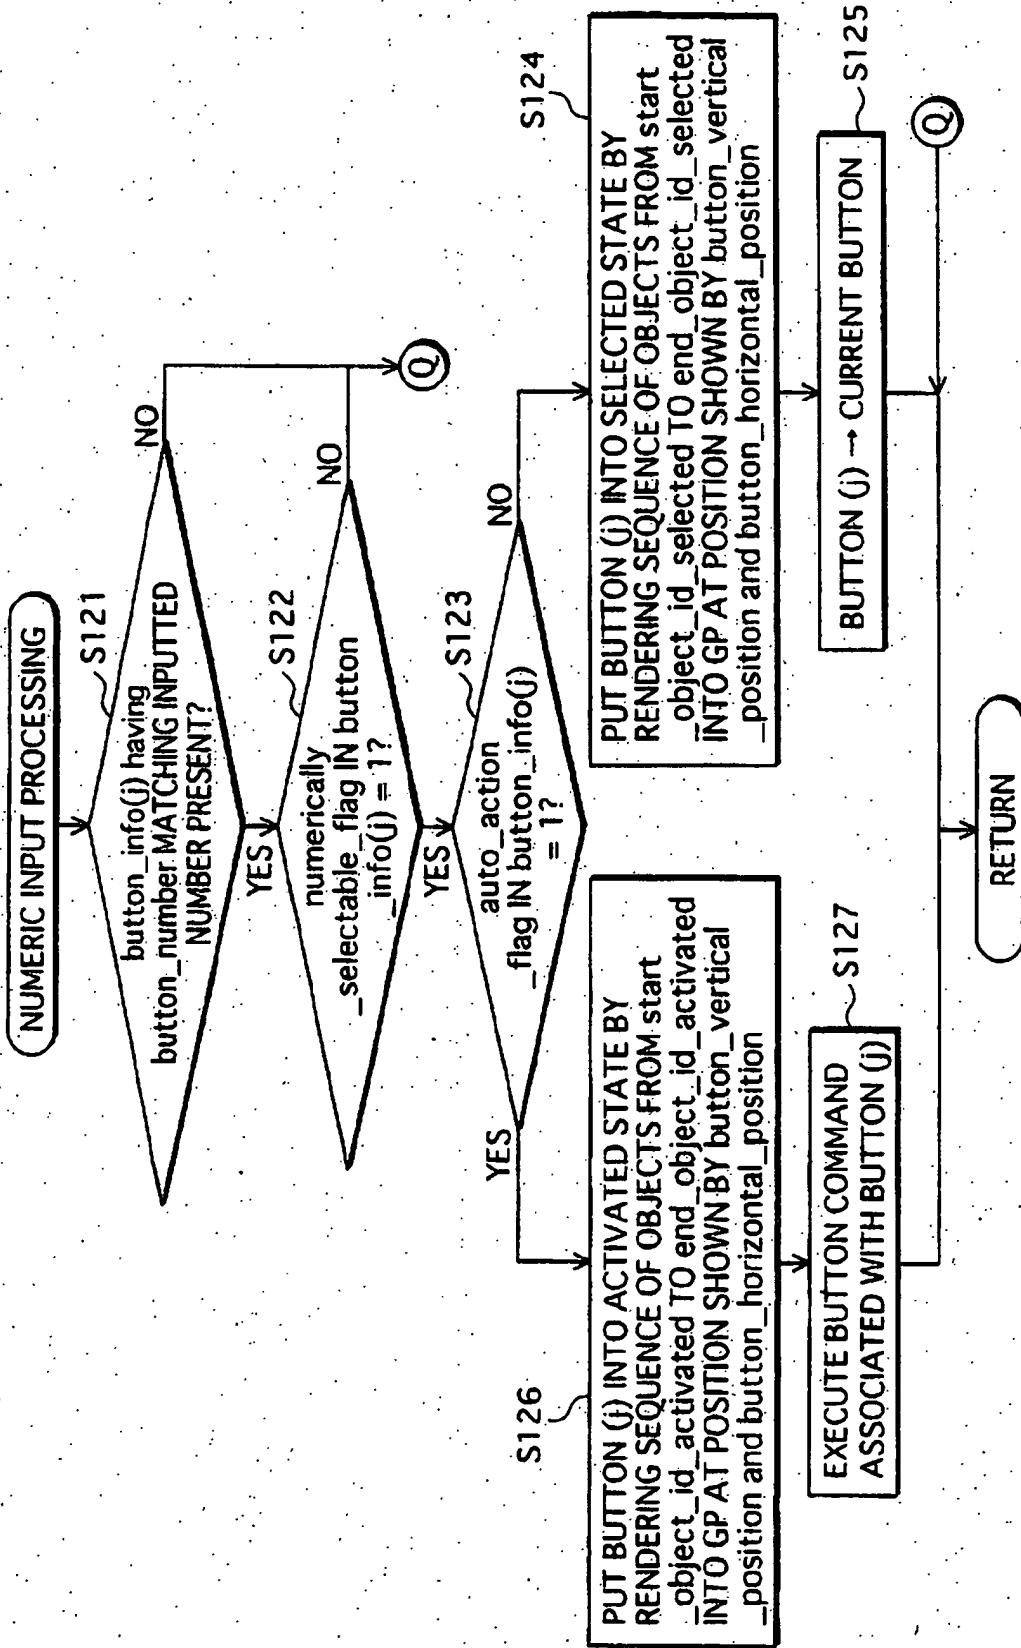 NUMERIC INPUT PROCESSING
S121
button_info(j) having
button_number MATCHING INPUTTED
NUMBER PRESENT?
NO
YES
S122
numerically
_selectable_flag IN button
_info(j) = 1?
NO
Q
YES
S123
auto_action
_flag IN button_info(j)
= 1?
YES
NO
S126
PUT BUTTON (j) INTO ACTIVATED STATE BY
RENDERING SEQUENCE OF OBJECTS FROM start
_object_id_activated TO end_object_id_activated
INTO GP AT POSITION SHOWN BY button_vertical
_position and button_horizontal_position
S124
PUT BUTTON (j) INTO SELECTED STATE BY
RENDERING SEQUENCE OF OBJECTS FROM start
_object_id_selected TO end_object_id_selected
INTO GP AT POSITION SHOWN BY button_vertical
_position and button_horizontal_position
S127
EXECUTE BUTTON COMMAND
ASSOCIATED WITH BUTTON (j)
S125
BUTTON (j) → CURRENT BUTTON
Q
RETURN